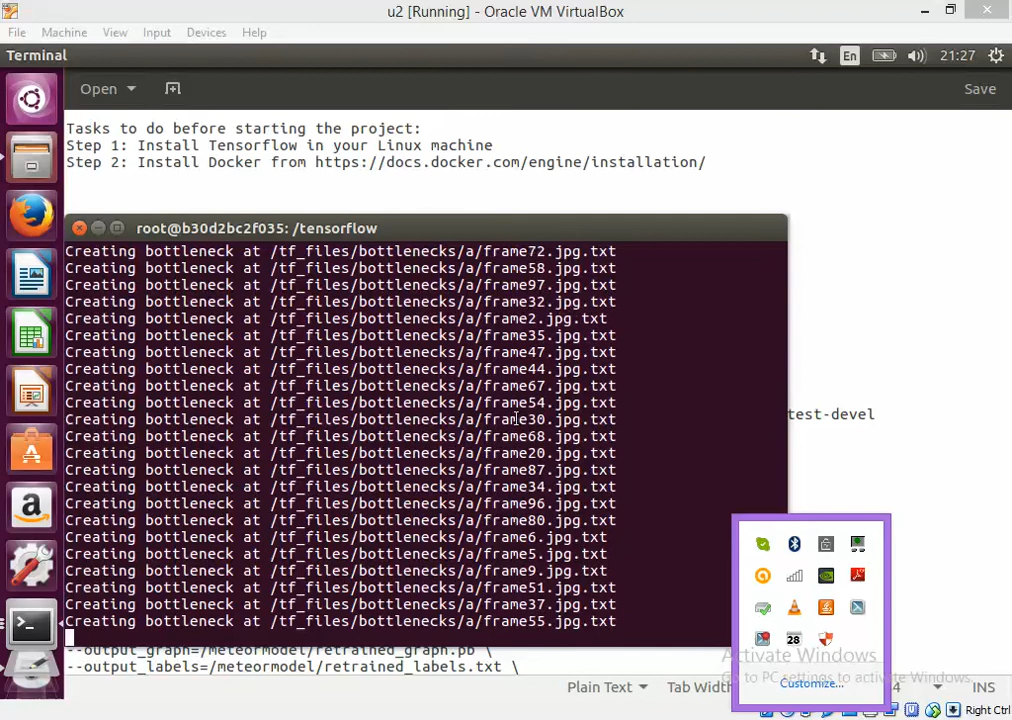 u2 [Running] - Oracle VM VirtualBox
File Machine View Input Devices Help
Terminal En 21:27
Open Save
Tasks to do before starting the project:
Step 1: Install Tensorflow in your Linux machine
Step 2: Install Docker from https://docs.docker.com/engine/installation/
root@b30d2bc2f035: /tensorflow
Creating bottleneck at /tf_files/bottlenecks/a/frame72.jpg.txt
Creating bottleneck at /tf_files/bottlenecks/a/frame58.jpg.txt
Creating bottleneck at /tf_files/bottlenecks/a/frame97.jpg.txt
Creating bottleneck at /tf_files/bottlenecks/a/frame32.jpg.txt
Creating bottleneck at /tf_files/bottlenecks/a/frame2.jpg.txt
Creating bottleneck at /tf_files/bottlenecks/a/frame35.jpg.txt
Creating bottleneck at /tf_files/bottlenecks/a/frame47.jpg.txt
Creating bottleneck at /tf_files/bottlenecks/a/frame44.jpg.txt
Creating bottleneck at /tf_files/bottlenecks/a/frame67.jpg.txt
Creating bottleneck at /tf_files/bottlenecks/a/frame54.jpg.txt
Creating bottleneck at /tf_files/bottlenecks/a/frame30.jpg.txt
test-devel
Creating bottleneck at /tf_files/bottlenecks/a/frame68.jpg.txt
Creating bottleneck at /tf_files/bottlenecks/a/frame20.jpg.txt
Creating bottleneck at /tf_files/bottlenecks/a/frame87.jpg.txt
Creating bottleneck at /tf_files/bottlenecks/a/frame34.jpg.txt
Creating bottleneck at /tf_files/bottlenecks/a/frame96.jpg.txt
Creating bottleneck at /tf_files/bottlenecks/a/frame80.jpg.txt
Creating bottleneck at /tf_files/bottlenecks/a/frame6.jpg.txt
Creating bottleneck at /tf_files/bottlenecks/a/frame5.jpg.txt
Creating bottleneck at /tf_files/bottlenecks/a/frame9.jpg.txt
Creating bottleneck at /tf_files/bottlenecks/a/frame51.jpg.txt
Creating bottleneck at /tf_files/bottlenecks/a/frame37.jpg.txt
Creating bottleneck at /tf_files/bottlenecks/a/frame55.jpg.txt
28
--output_graph=/meteormodel/retrained_graph.pb \
--output_labels=/meteormodel/retrained_labels.txt \
Activate Windows
Go to PC settings to activate Windows.
Customize...
Plain Text Tab Width 4 INS
Right Ctrl